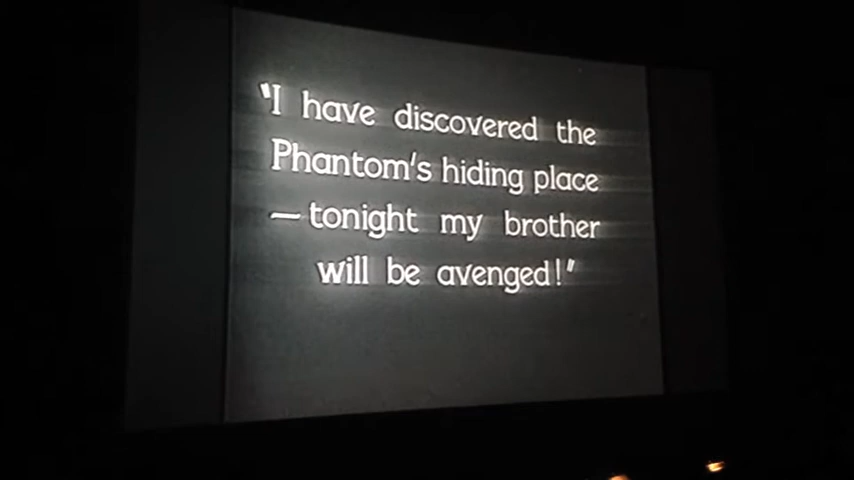 "I have discovered the
Phantom's hiding place
— tonight my brother
will be avenged!"